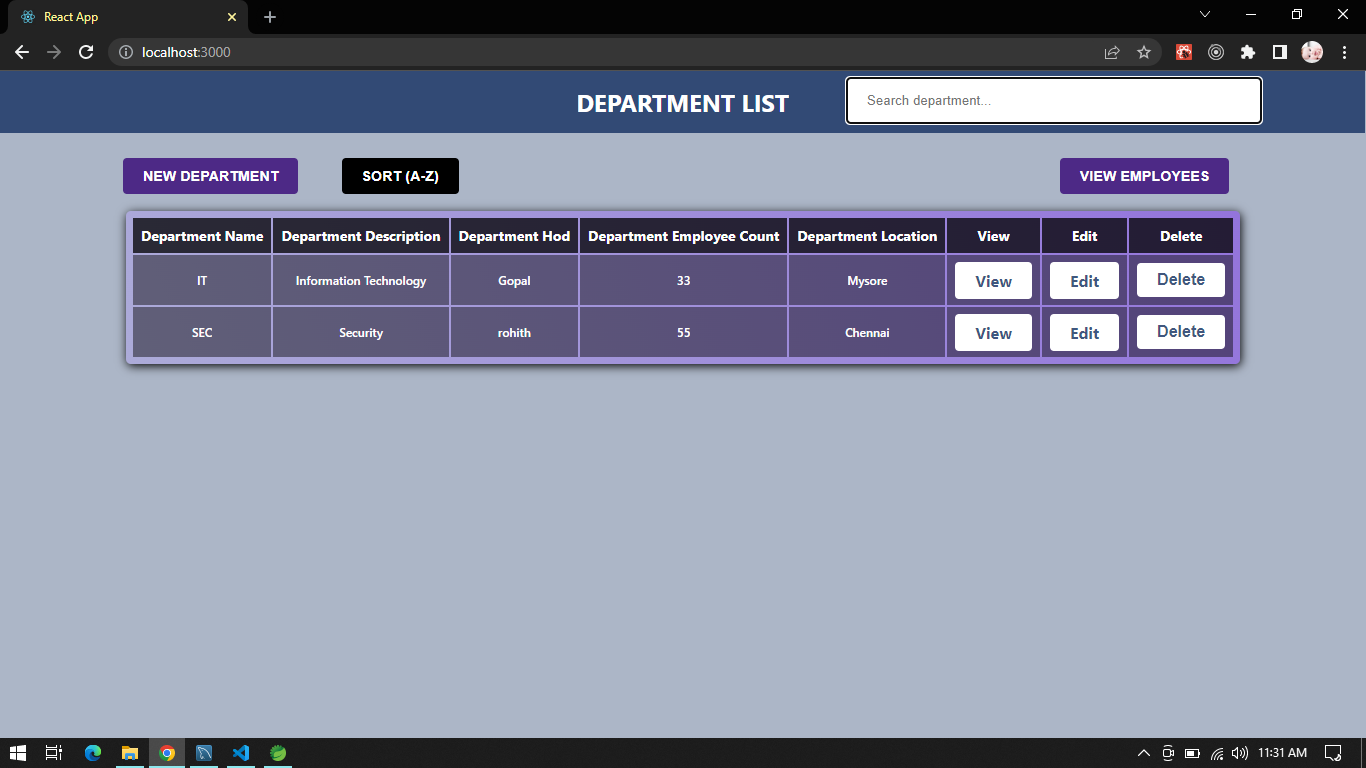 React App
localhost:3000
DEPARTMENT LIST
Search department...
NEW DEPARTMENT SORT (A-Z) VIEW EMPLOYEES
Department Name Department Description Department Hod Department Employee Count Department Location View Edit Delete
IT Information Technology Gopal 33 Mysore View Edit Delete
SEC Security rohith 55 Chennai View Edit Delete
11:31 AM